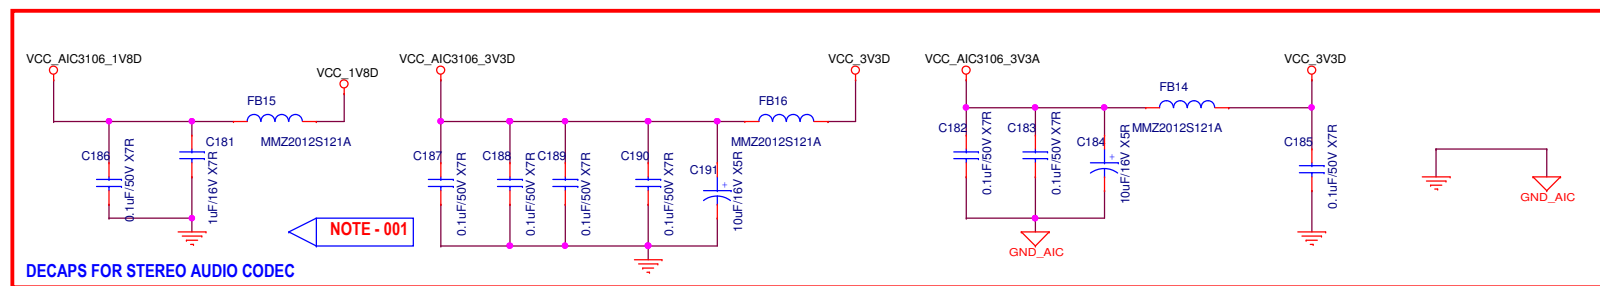 VCC_AIC3106_1V8D
VCC_1V8D
FB15
MMZ2012S121A
C186
0.1uF/50V X7R
C181
1uF/16V X7R
NOTE - 001
DECAPS FOR STEREO AUDIO CODEC
VCC_AIC3106_3V3D
VCC_3V3D
FB16
MMZ2012S121A
C187
0.1uF/50V X7R
C188
0.1uF/50V X7R
C189
0.1uF/50V X7R
C190
0.1uF/50V X7R
C191
+
10uF/16V X5R
VCC_AIC3106_3V3A
VCC_3V3D
FB14
MMZ2012S121A
C182
0.1uF/50V X7R
C183
0.1uF/50V X7R
C184
+
10uF/16V X5R
C185
0.1uF/50V X7R
GND_AIC
GND_AIC